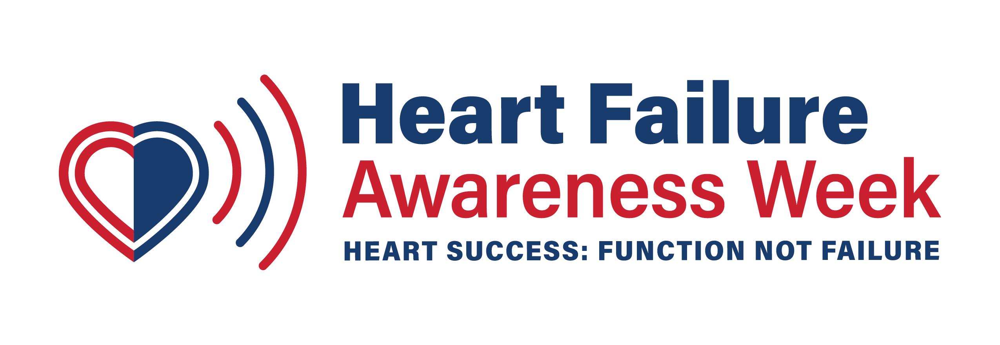 Heart Failure
Awareness Week
HEART SUCCESS: FUNCTION NOT FAILURE